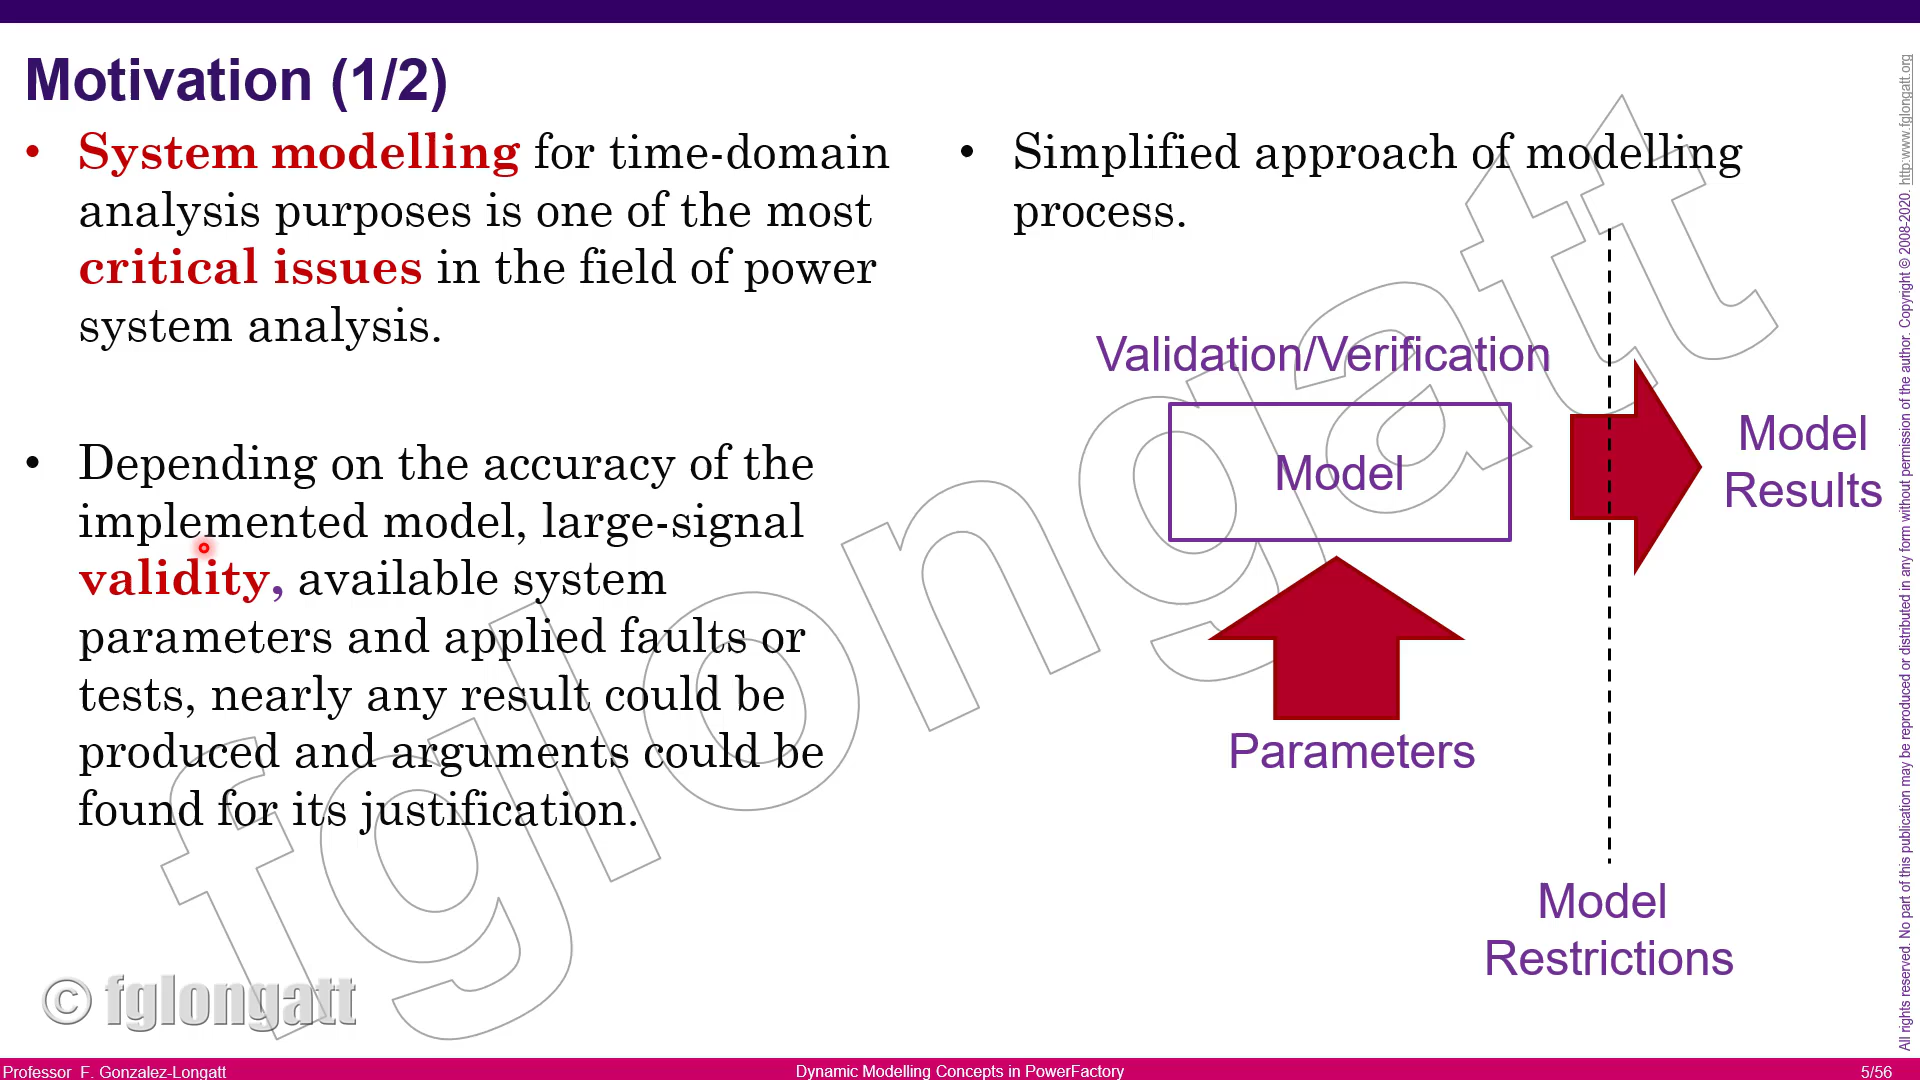 Motivation (1/2)
• System modelling for time-domain
analysis purposes is one of the most
critical issues in the field of power
system analysis.
• Depending on the accuracy of the
implemented model, large-signal
validity, available system
parameters and applied faults or
tests, nearly any result could be
produced and arguments could be
found for its justification.
• Simplified approach of modelling
process.
Validation/Verification
Model
Model
Results
Parameters
Model
Restrictions
fglongatt
© fglongatt
All rights reserved. No part of this publication may be reproduced or distributed in any form without permission of the author. Copyright © 2008-2020. http:www.fglongatt.org
Professor F. Gonzalez-Longatt
Dynamic Modelling Concepts in PowerFactory
5/56